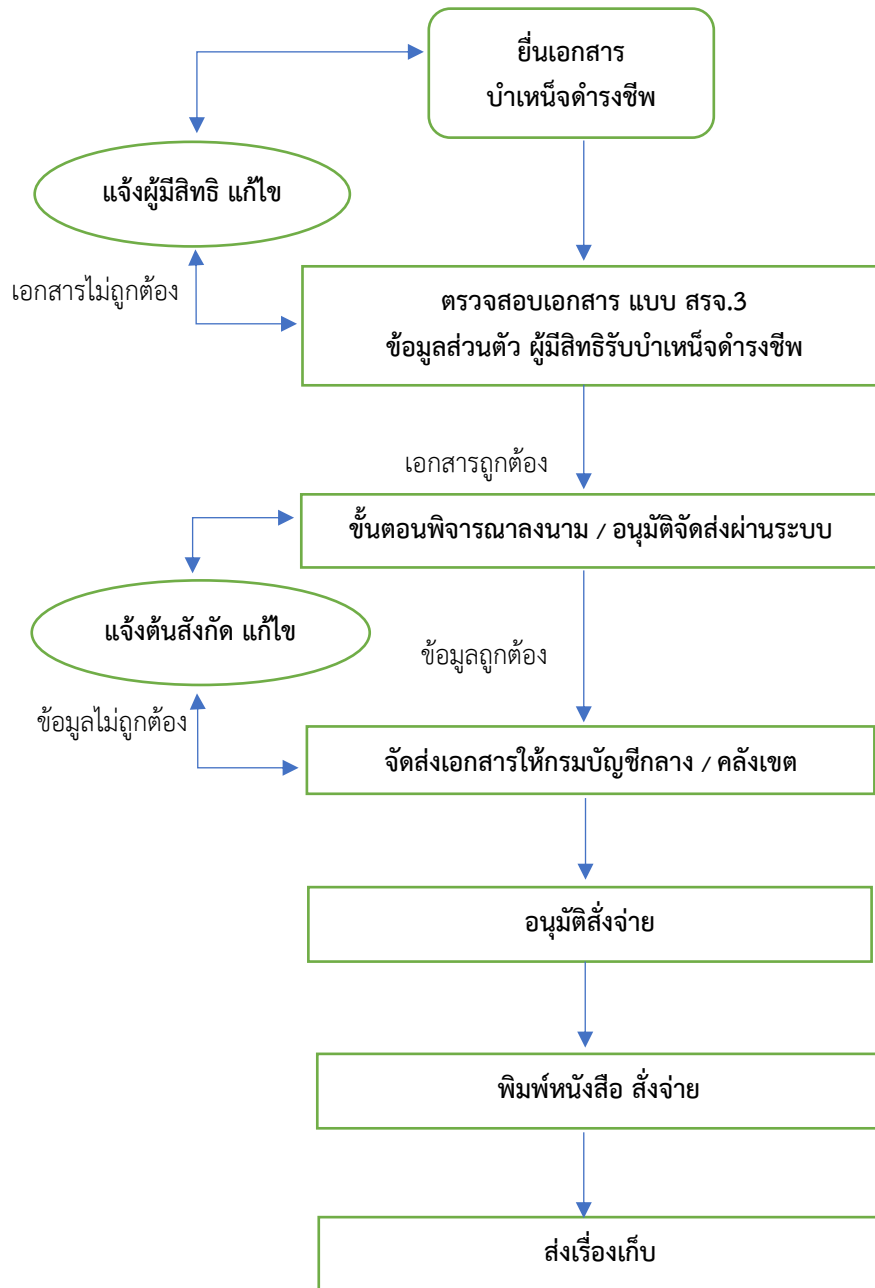 ยื่นเอกสาร
บำเหน็จดำรงชีพ
แจ้งผู้มีสิทธิ แก้ไข
เอกสารไม่ถูกต้อง
ตรวจสอบเอกสาร แบบ สรจ.3
ข้อมูลส่วนตัว ผู้มีสิทธิรับบำเหน็จดำรงชีพ
เอกสารถูกต้อง
ขั้นตอนพิจารณาลงนาม / อนุมัติจัดส่งผ่านระบบ
แจ้งต้นสังกัด แก้ไข
ข้อมูลถูกต้อง
ข้อมูลไม่ถูกต้อง
จัดส่งเอกสารให้กรมบัญชีกลาง / คลังเขต
อนุมัติสั่งจ่าย
พิมพ์หนังสือ สั่งจ่าย
ส่งเรื่องเก็บ